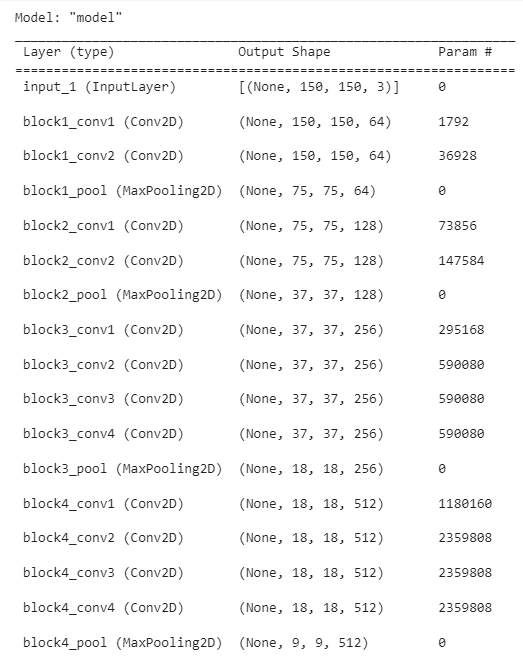 Model: "model"
Layer (type) Output Shape Param #
input_1 (InputLayer) [(None, 150, 150, 3)] 0
block1_conv1 (Conv2D) (None, 150, 150, 64) 1792
block1_conv2 (Conv2D) (None, 150, 150, 64) 36928
block1_pool (MaxPooling2D) (None, 75, 75, 64) 0
block2_conv1 (Conv2D) (None, 75, 75, 128) 73856
block2_conv2 (Conv2D) (None, 75, 75, 128) 147584
block2_pool (MaxPooling2D) (None, 37, 37, 128) 0
block3_conv1 (Conv2D) (None, 37, 37, 256) 295168
block3_conv2 (Conv2D) (None, 37, 37, 256) 590080
block3_conv3 (Conv2D) (None, 37, 37, 256) 590080
block3_conv4 (Conv2D) (None, 37, 37, 256) 590080
block3_pool (MaxPooling2D) (None, 18, 18, 256) 0
block4_conv1 (Conv2D) (None, 18, 18, 512) 1180160
block4_conv2 (Conv2D) (None, 18, 18, 512) 2359808
block4_conv3 (Conv2D) (None, 18, 18, 512) 2359808
block4_conv4 (Conv2D) (None, 18, 18, 512) 2359808
block4_pool (MaxPooling2D) (None, 9, 9, 512) 0